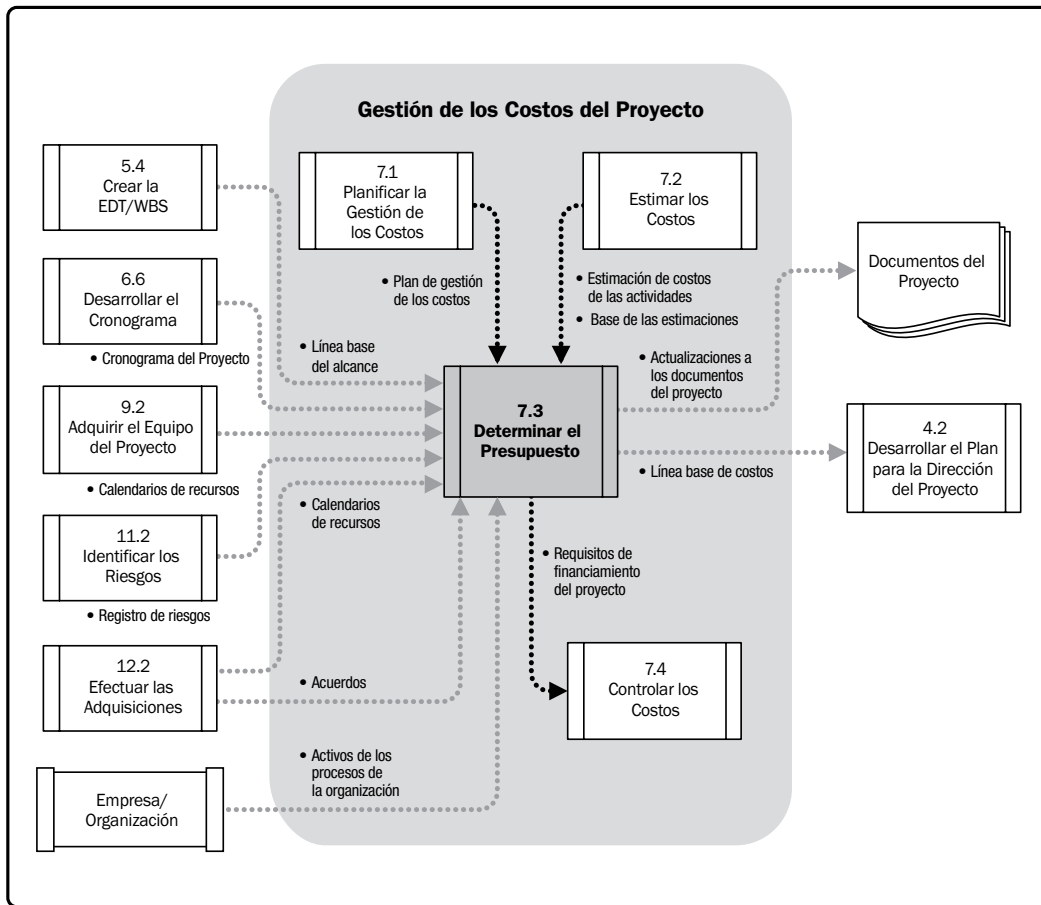 Gestión de los Costos del Proyecto
5.4
Crear la
EDT/WBS
7.1
Planificar la
Gestión de
los Costos
7.2
Estimar los
Costos
Documentos del
Proyecto
• Plan de gestión
de los costos
• Estimación de costos
de las actividades
• Base de las estimaciones
6.6
Desarrollar el
Cronograma
• Cronograma del Proyecto
• Línea base
del alcance
• Actualizaciones a
los documentos
del proyecto
7.3
Determinar el
Presupuesto
9.2
Adquirir el Equipo
del Proyecto
• Calendarios de recursos
• Línea base de costos
4.2
Desarrollar el Plan
para la Dirección
del Proyecto
• Calendarios
de recursos
11.2
Identificar los
Riesgos
• Registro de riesgos
• Requisitos de
financiamiento
del proyecto
12.2
Efectuar las
Adquisiciones
• Acuerdos
7.4
Controlar los
Costos
• Activos de los
procesos de
la organización
Empresa/
Organización